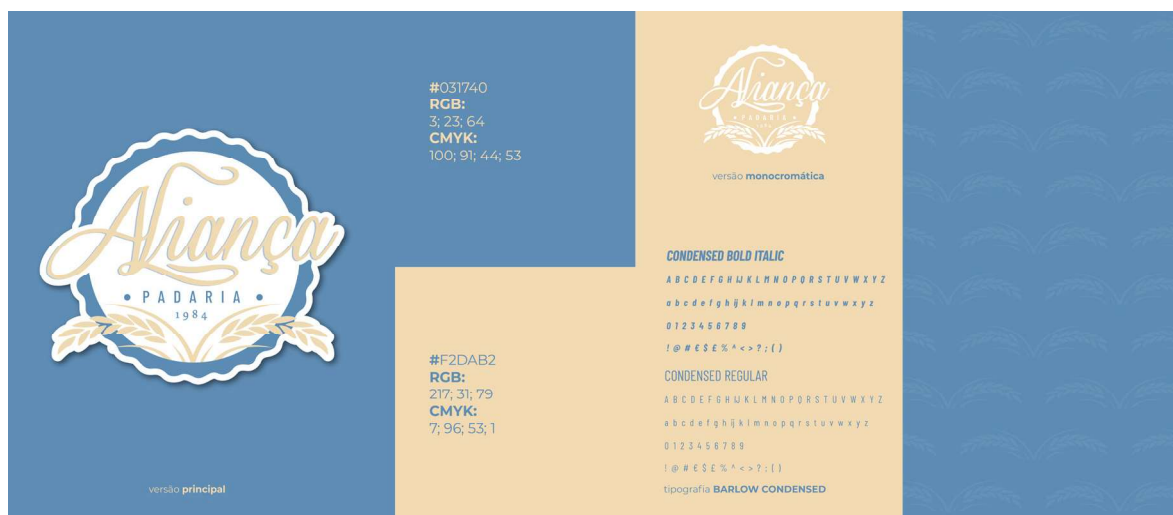 Aliança
• PADARIA •
1984
versão principal
#031740
RGB:
3; 23; 64
CMYK:
100; 91; 44; 53
#F2DAB2
RGB:
217; 31; 79
CMYK:
7; 96; 53; 1
Aliança
• PADARIA •
1984
versão monocromática
CONDENSED BOLD ITALIC
A B C D E F G H I J K L M N O P Q R S T U V W X Y Z
a b c d e f g h i j k l m n o p q r s t u v w x y z
0 1 2 3 4 5 6 7 8 9
! @ # € $ £ % ^ < > ? ; ( )
CONDENSED REGULAR
A B C D E F G H I J K L M N O P Q R S T U V W X Y Z
a b c d e f g h i j k l m n o p q r s t u v w x y z
0 1 2 3 4 5 6 7 8 9
! @ # € $ £ % ^ < > ? ; ( )
tipografia BARLOW CONDENSED